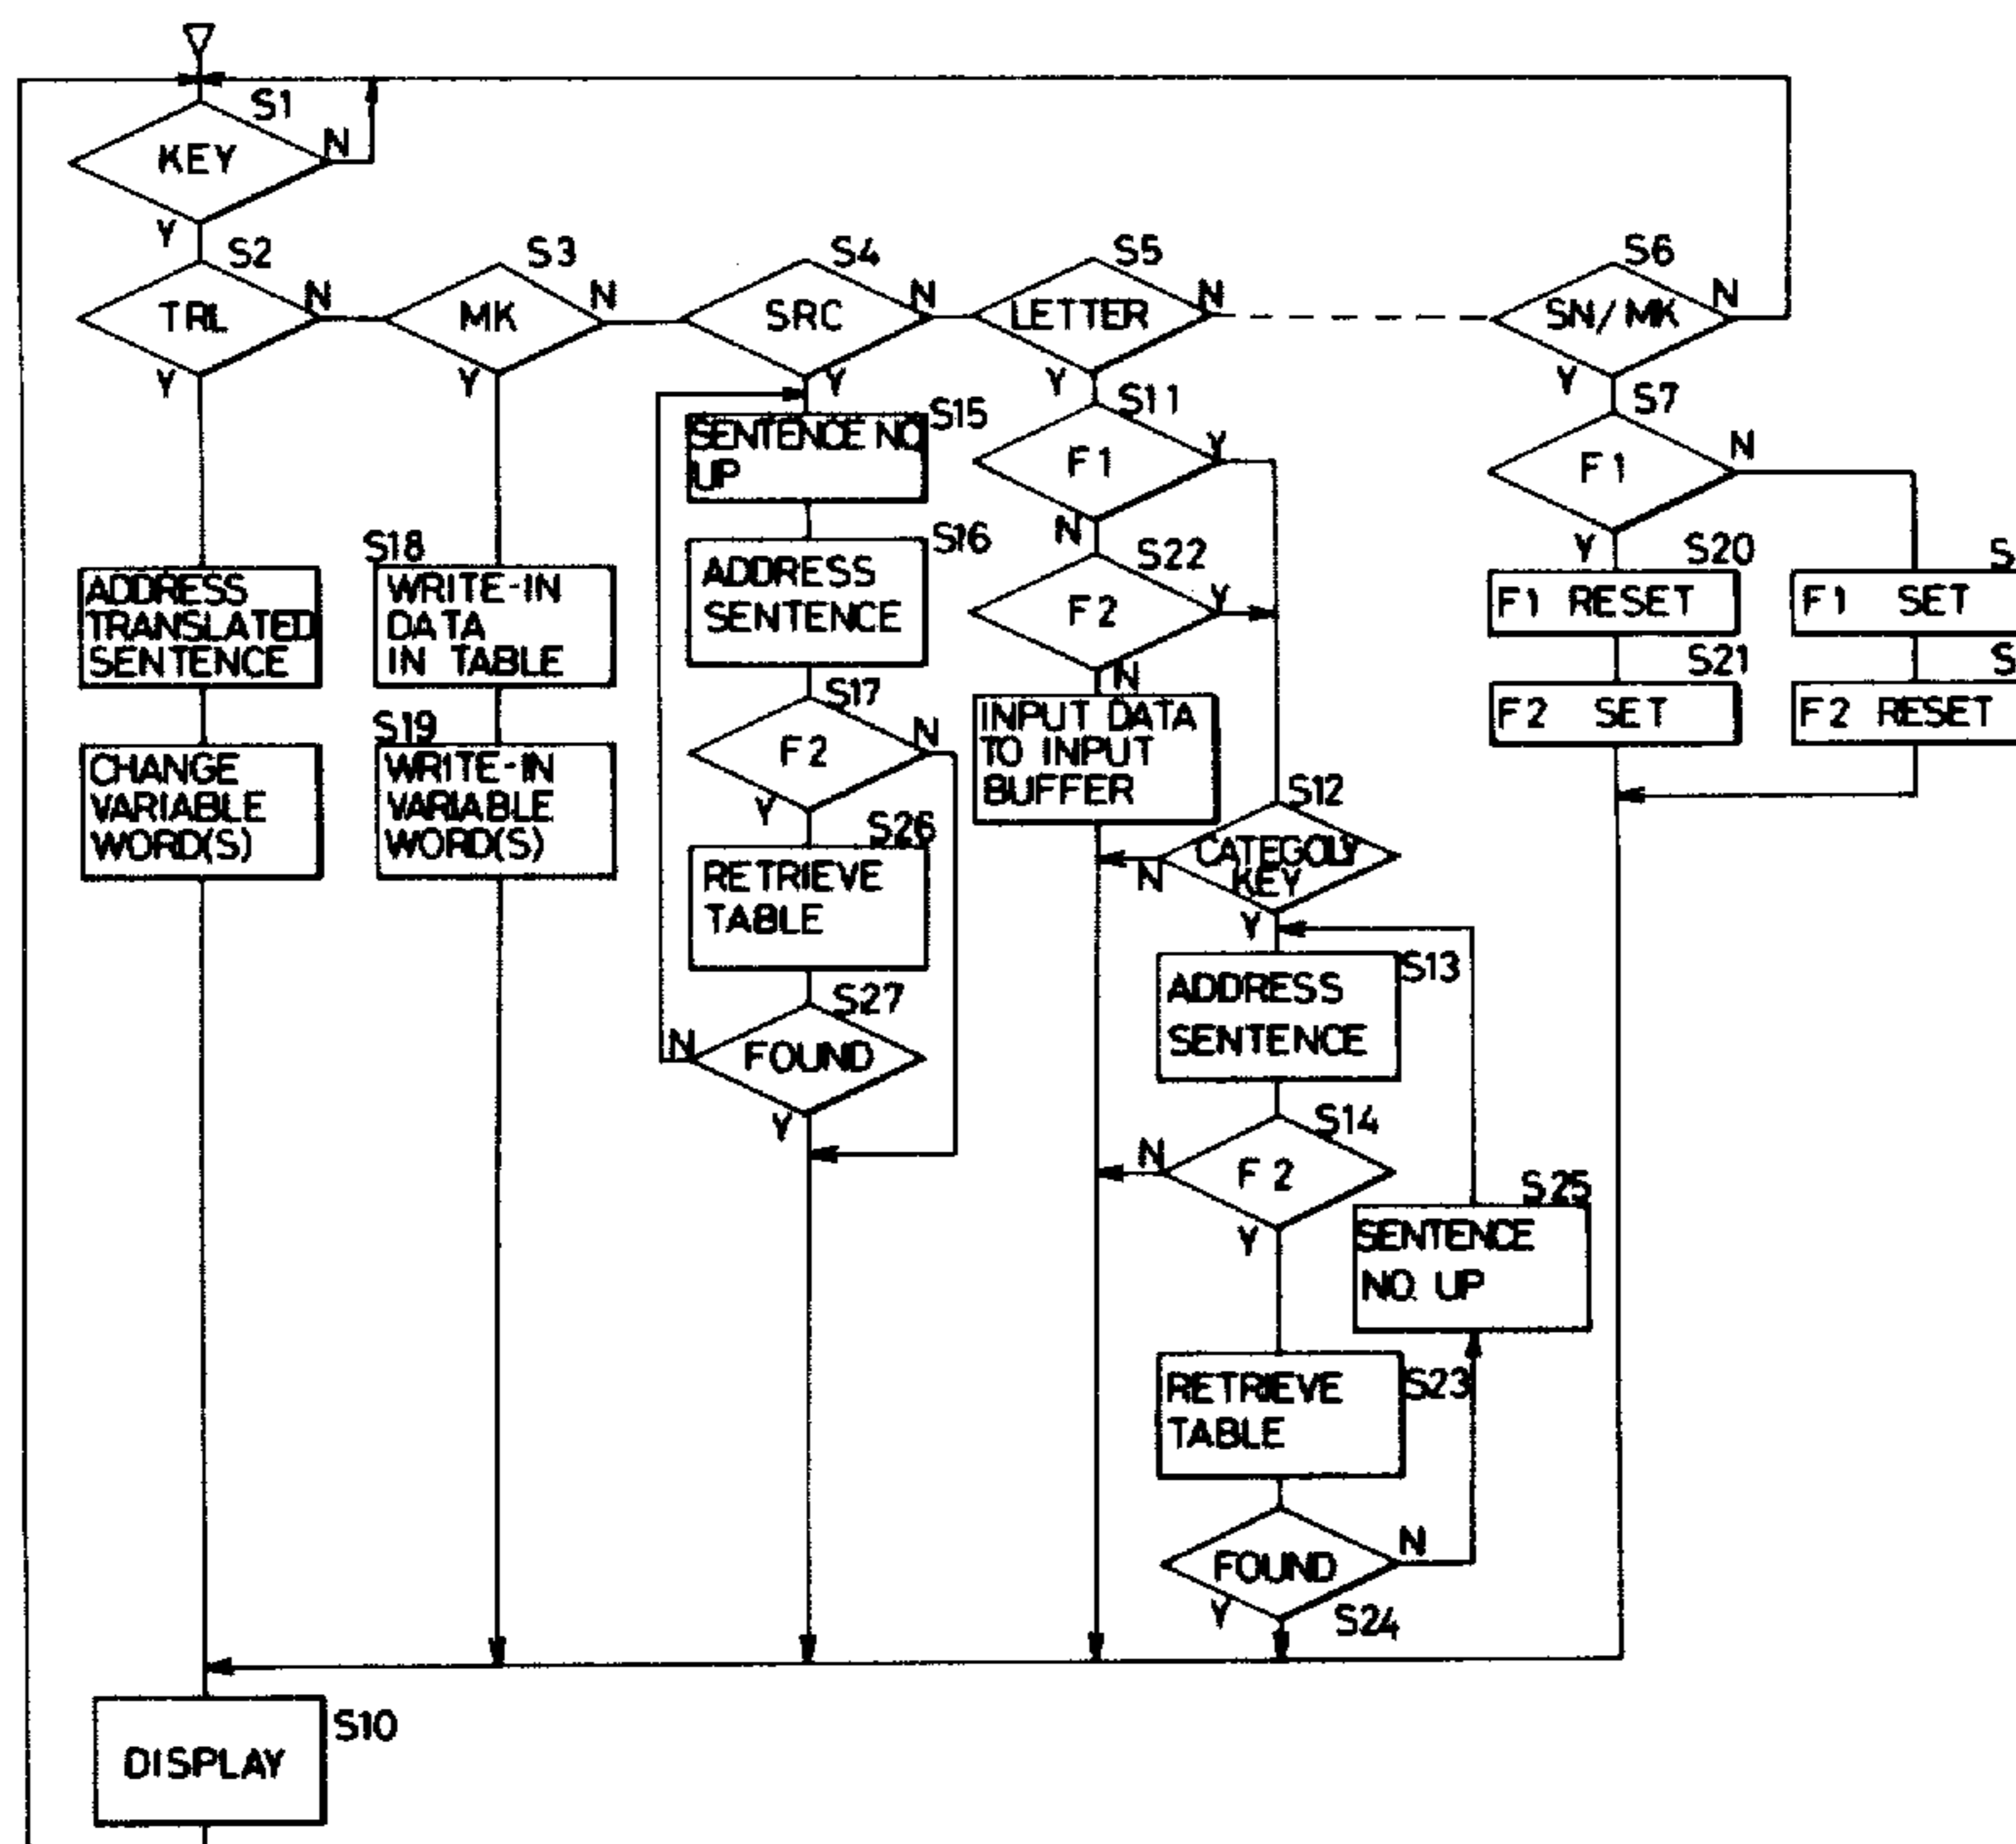 S1
KEY
N
Y
S2
TRL
N
Y
S3
MK
N
Y
S4
SRC
N
Y
S5
LETTER
N
Y
S6
SN/MK
N
Y
ADDRESS
TRANSLATED
SENTENCE
CHANGE
VARIABLE
WORD(S)
S18
WRITE-IN
DATA
IN TABLE
S19
WRITE-IN
VARIABLE
WORD(S)
S15
SENTENCE NO
UP
S16
ADDRESS
SENTENCE
S17
F2
N
Y
S26
RETRIEVE
TABLE
S27
FOUND
N
Y
S11
F1
Y
N
S22
F2
Y
N
INPUT DATA
TO INPUT
BUFFER
S12
CATEGOLY
KEY
N
Y
S13
ADDRESS
SENTENCE
S14
F2
N
Y
S25
SENTENCE
NO. UP
S23
RETRIEVE
TABLE
FOUND
N
Y
S24
S7
F1
N
Y
S20
F1 RESET
S21
F2 SET
S
F1 SET
S
F2 RESET
S10
DISPLAY